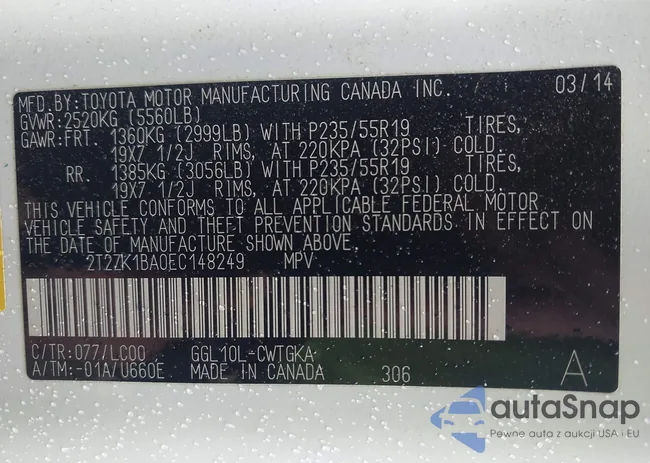 MFD.BY:TOYOTA MOTOR MANUFACTURING CANADA INC. 03/14
GVWR:2520KG (5560LB)
GAWR:FRT. 1360KG (2999LB) WITH P235/55R19 TIRES,
19X7 1/2J RIMS, AT 220KPA (32PSI) COLD.
RR. 1385KG (3056LB) WITH P235/55R19 TIRES,
19X7 1/2J RIMS, AT 220KPA (32PSI) COLD.
THIS VEHICLE CONFORMS TO ALL APPLICABLE FEDERAL MOTOR
VEHICLE SAFETY AND THEFT PREVENTION STANDARDS IN EFFECT ON
THE DATE OF MANUFACTURE SHOWN ABOVE.
2T2ZK1BA0EC148249 MPV
C/TR:077/LC00 GGL10L-CWTGKA
A/TM:-01A/U660E MADE IN CANADA 306 A
autaSnap
Pewne auta z aukcji USA i EU